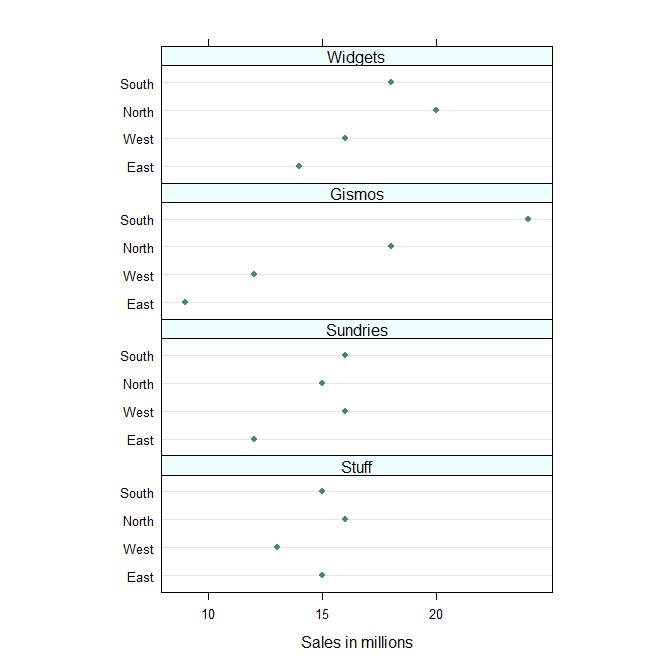 Widgets
South
North
West
East
Gismos
South
North
West
East
Sundries
South
North
West
East
Stuff
South
North
West
East
10 15 20
Sales in millions